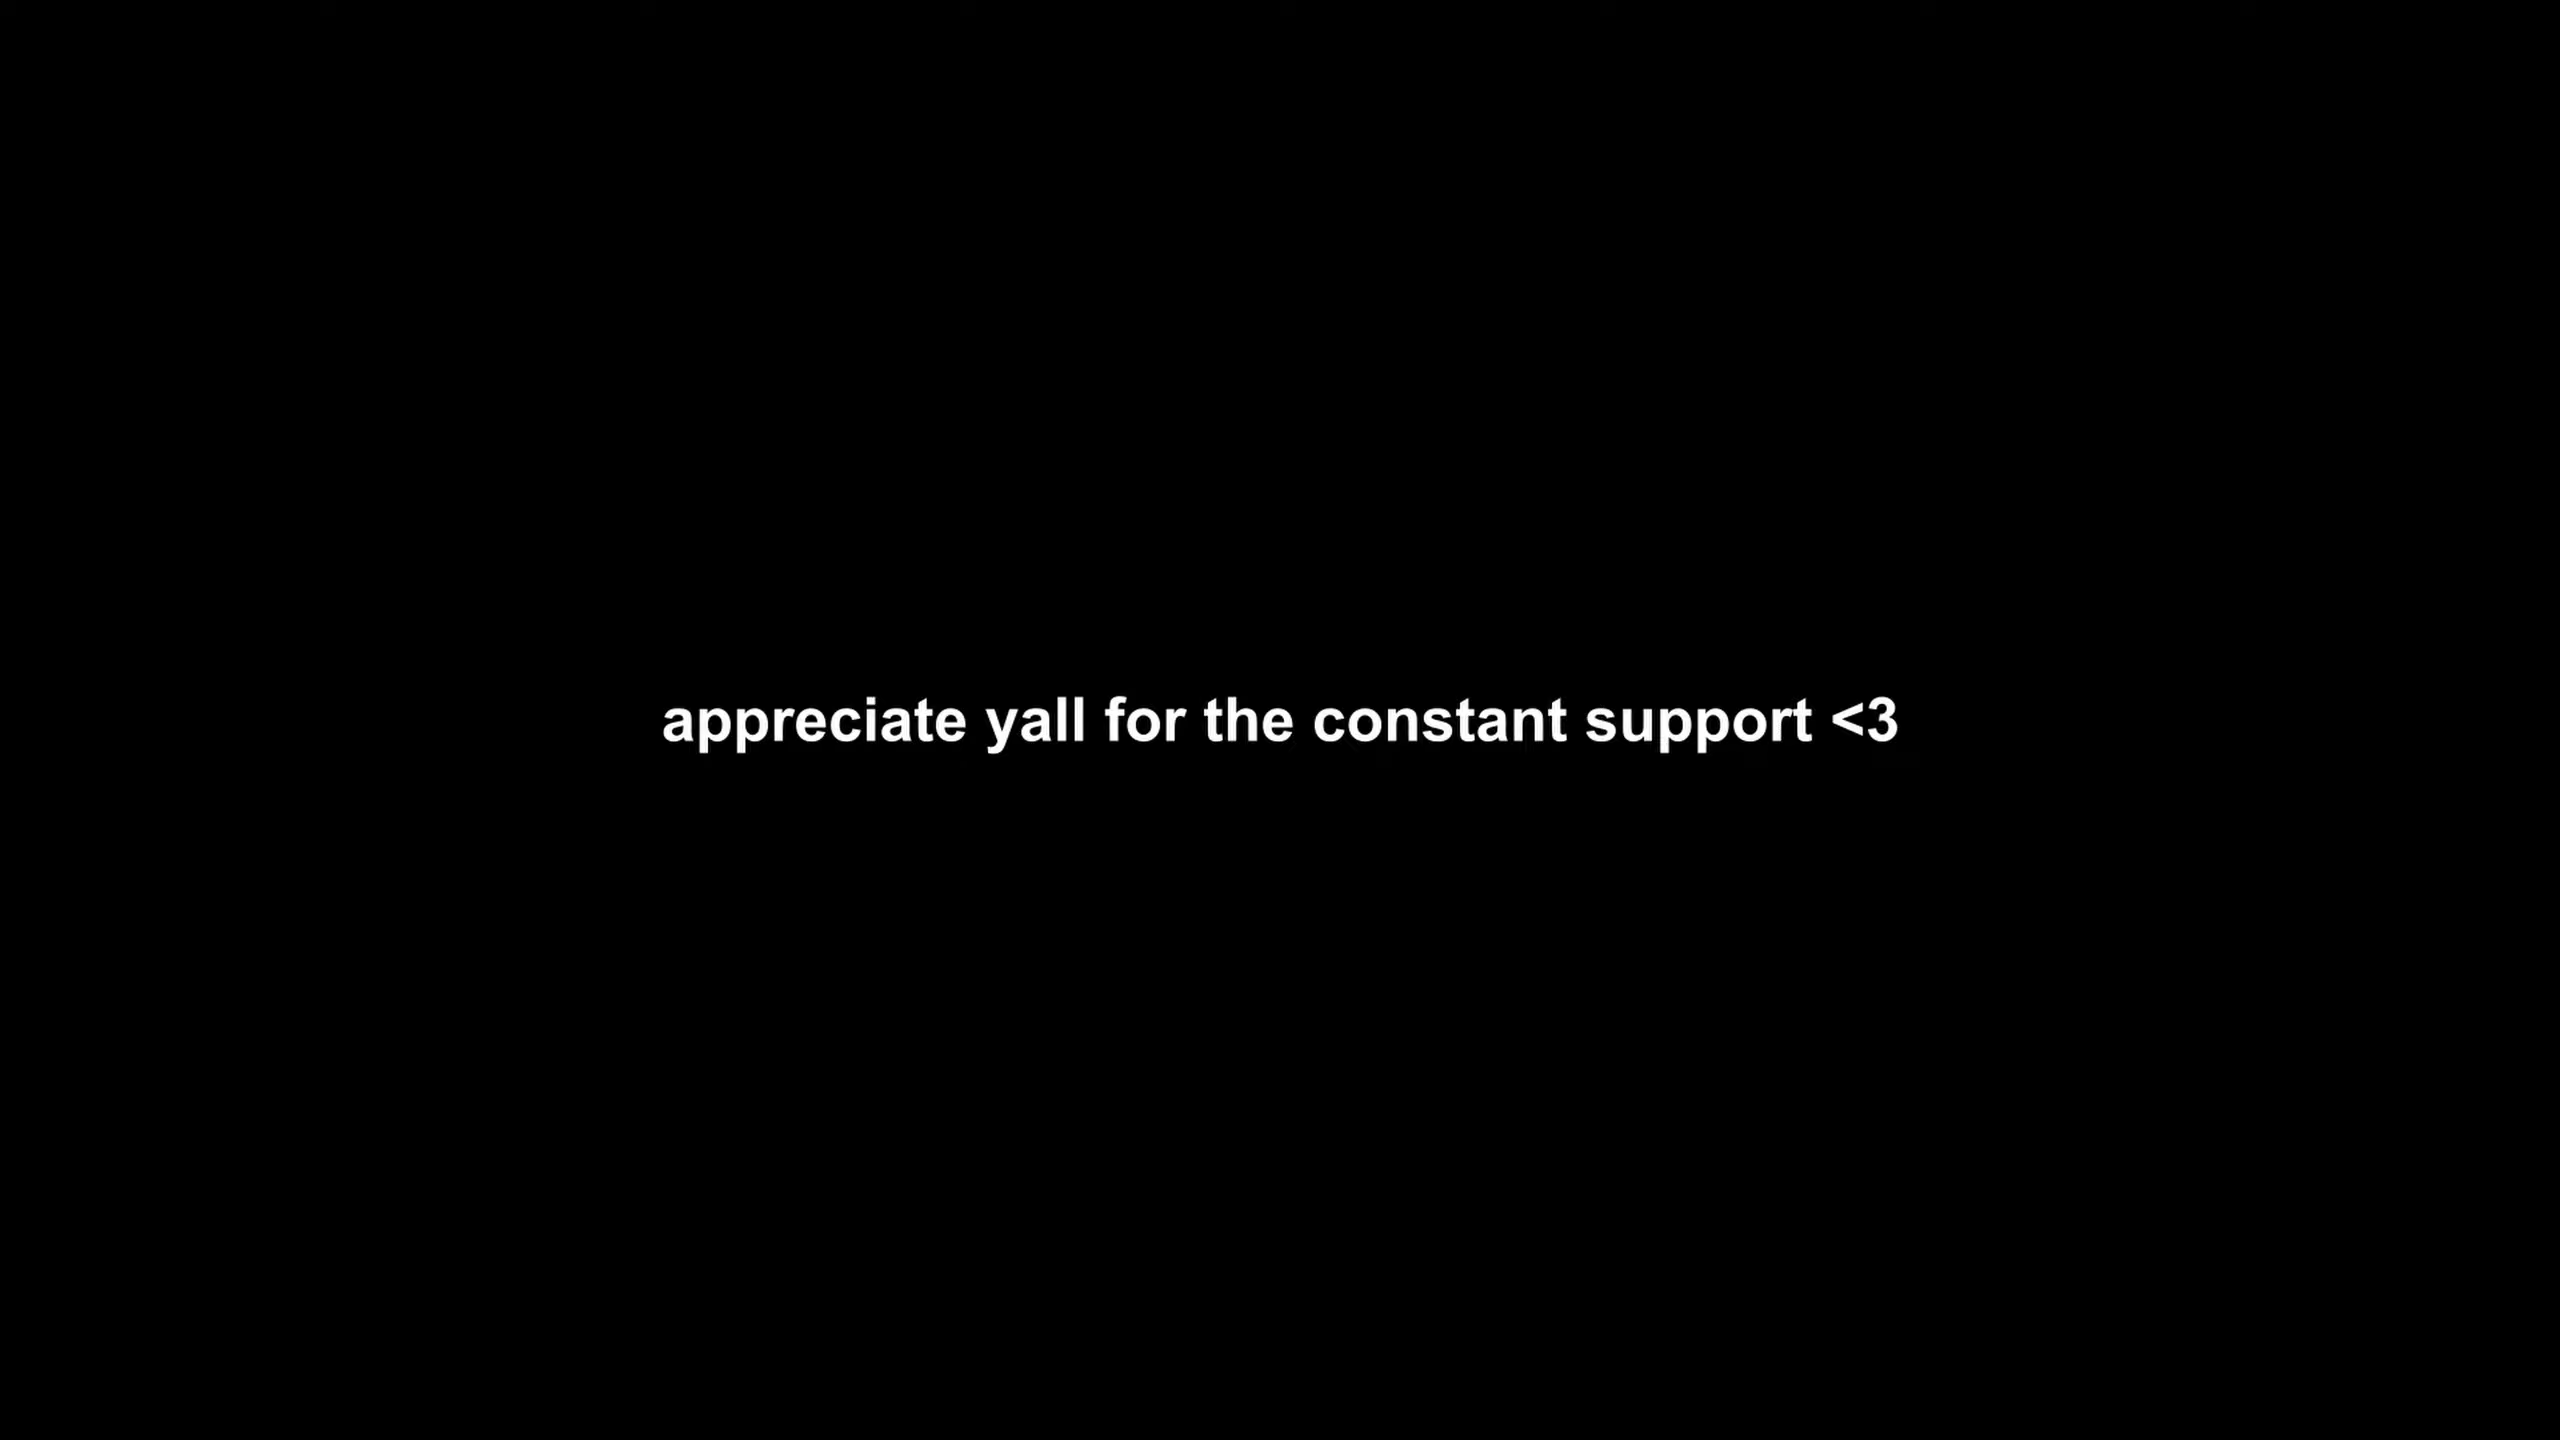 appreciate yall for the constant support <3